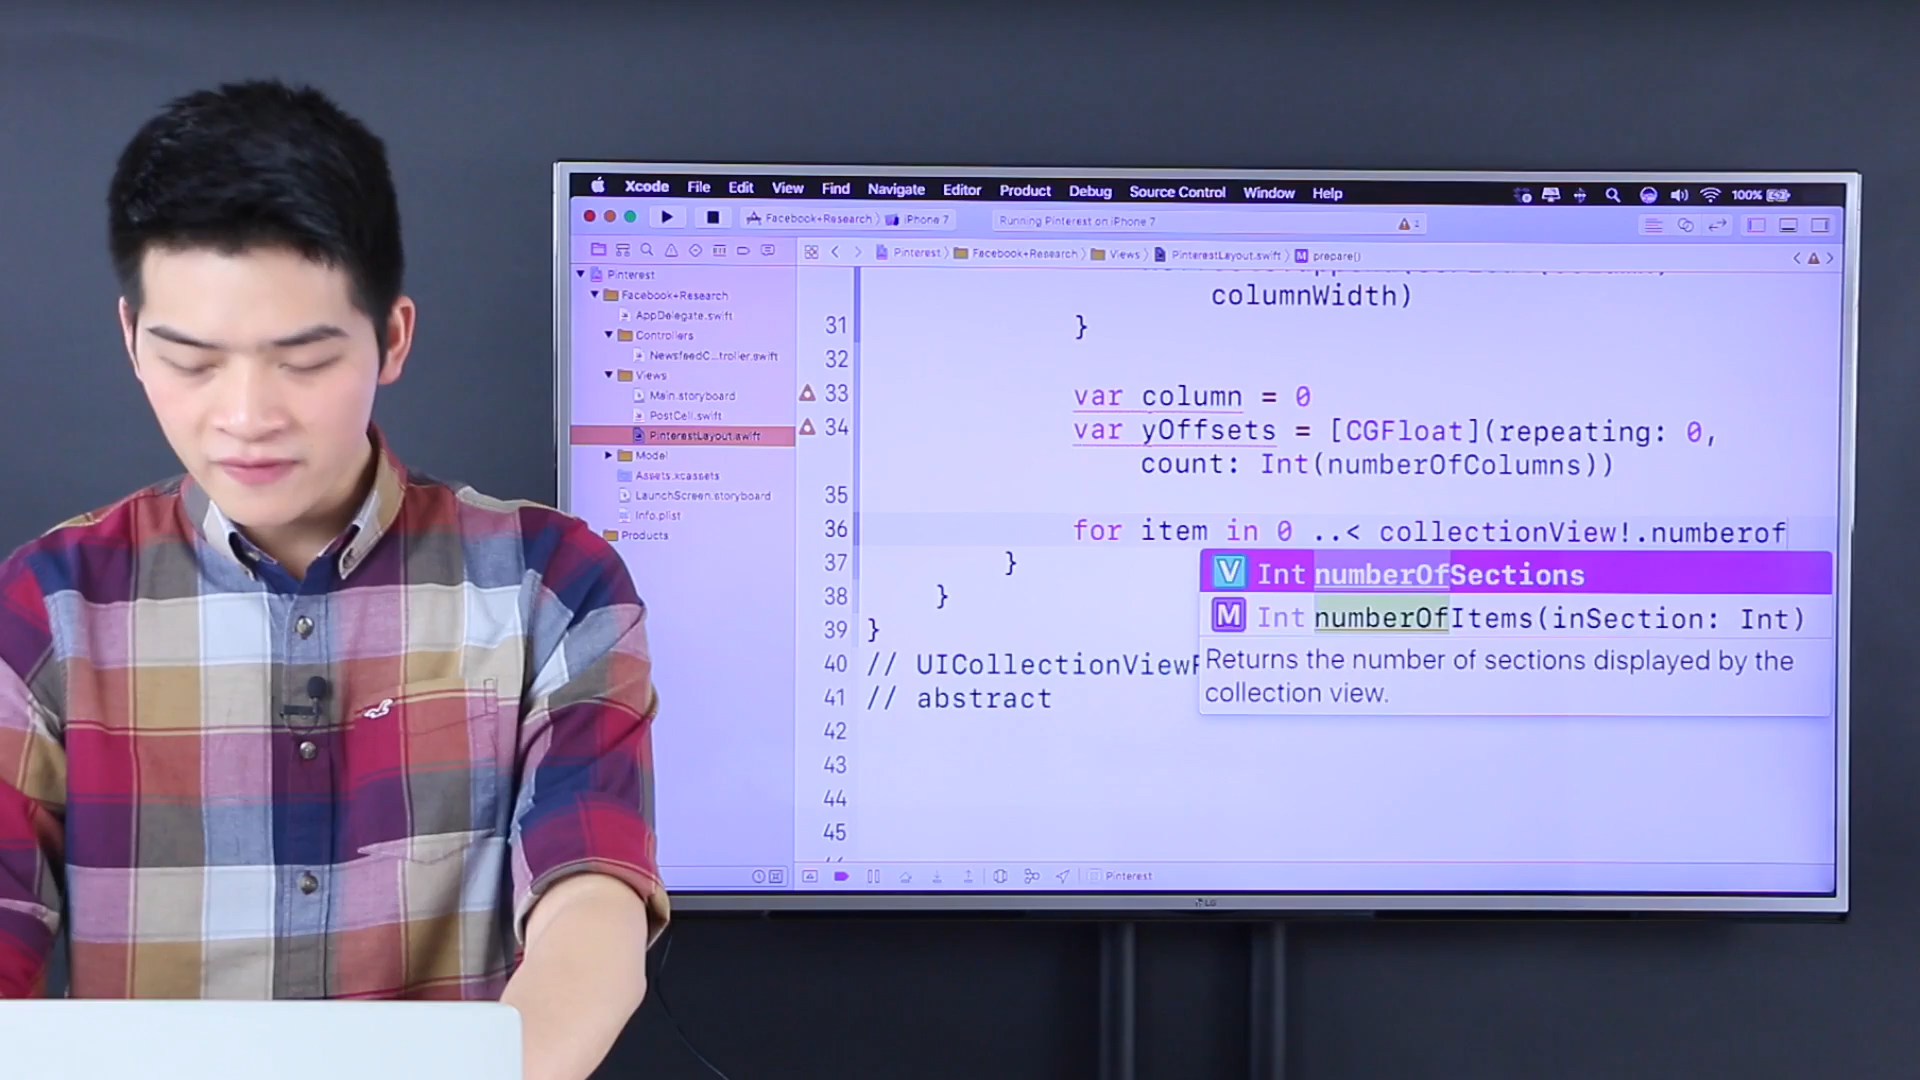 Xcode File Edit View Find Navigate Editor Product Debug Source Control Window Help 100%
Facebook+Research iPhone 7 Running Pinterest on iPhone 7
Pinterest Facebook+Research Views PinterestLayout.swift M prepare()
Pinterest
Facebook+Research
AppDelegate.swift
Controllers
NewsfeedC...troller.swift
Views
Main.storyboard
PostCell.swift
PinterestLayout.swift
Model
Assets.xcassets
LaunchScreen.storyboard
Info.plist
Products
columnWidth)
31 }
32
33 var column = 0
34 var yOffsets = [CGFloat](repeating: 0,
count: Int(numberOfColumns))
35
36 for item in 0 ..< collectionView!.numberof
37 }
38 }
39 }
40 // UICollectionView
41 // abstract
42
43
44
45
V Int numberOfSections
M Int numberOfItems(inSection: Int)
Returns the number of sections displayed by the
collection view.
Pinterest
LG